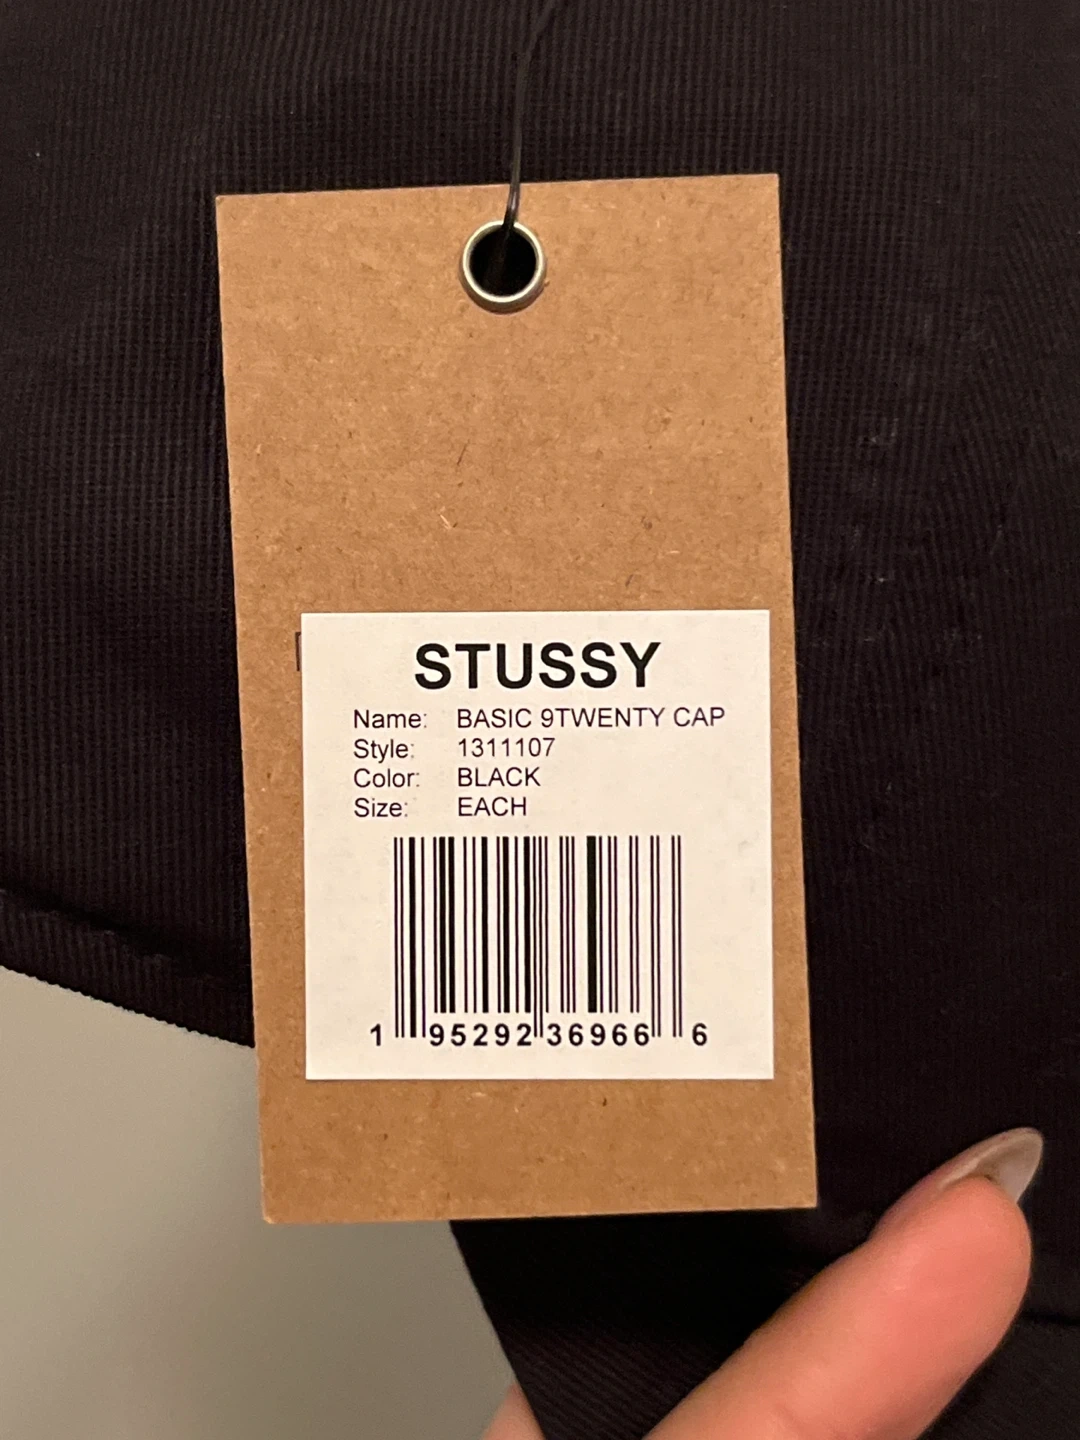 STUSSY
Name: BASIC 9TWENTY CAP
Style: 1311107
Color: BLACK
Size: EACH
1 95292 36966 6